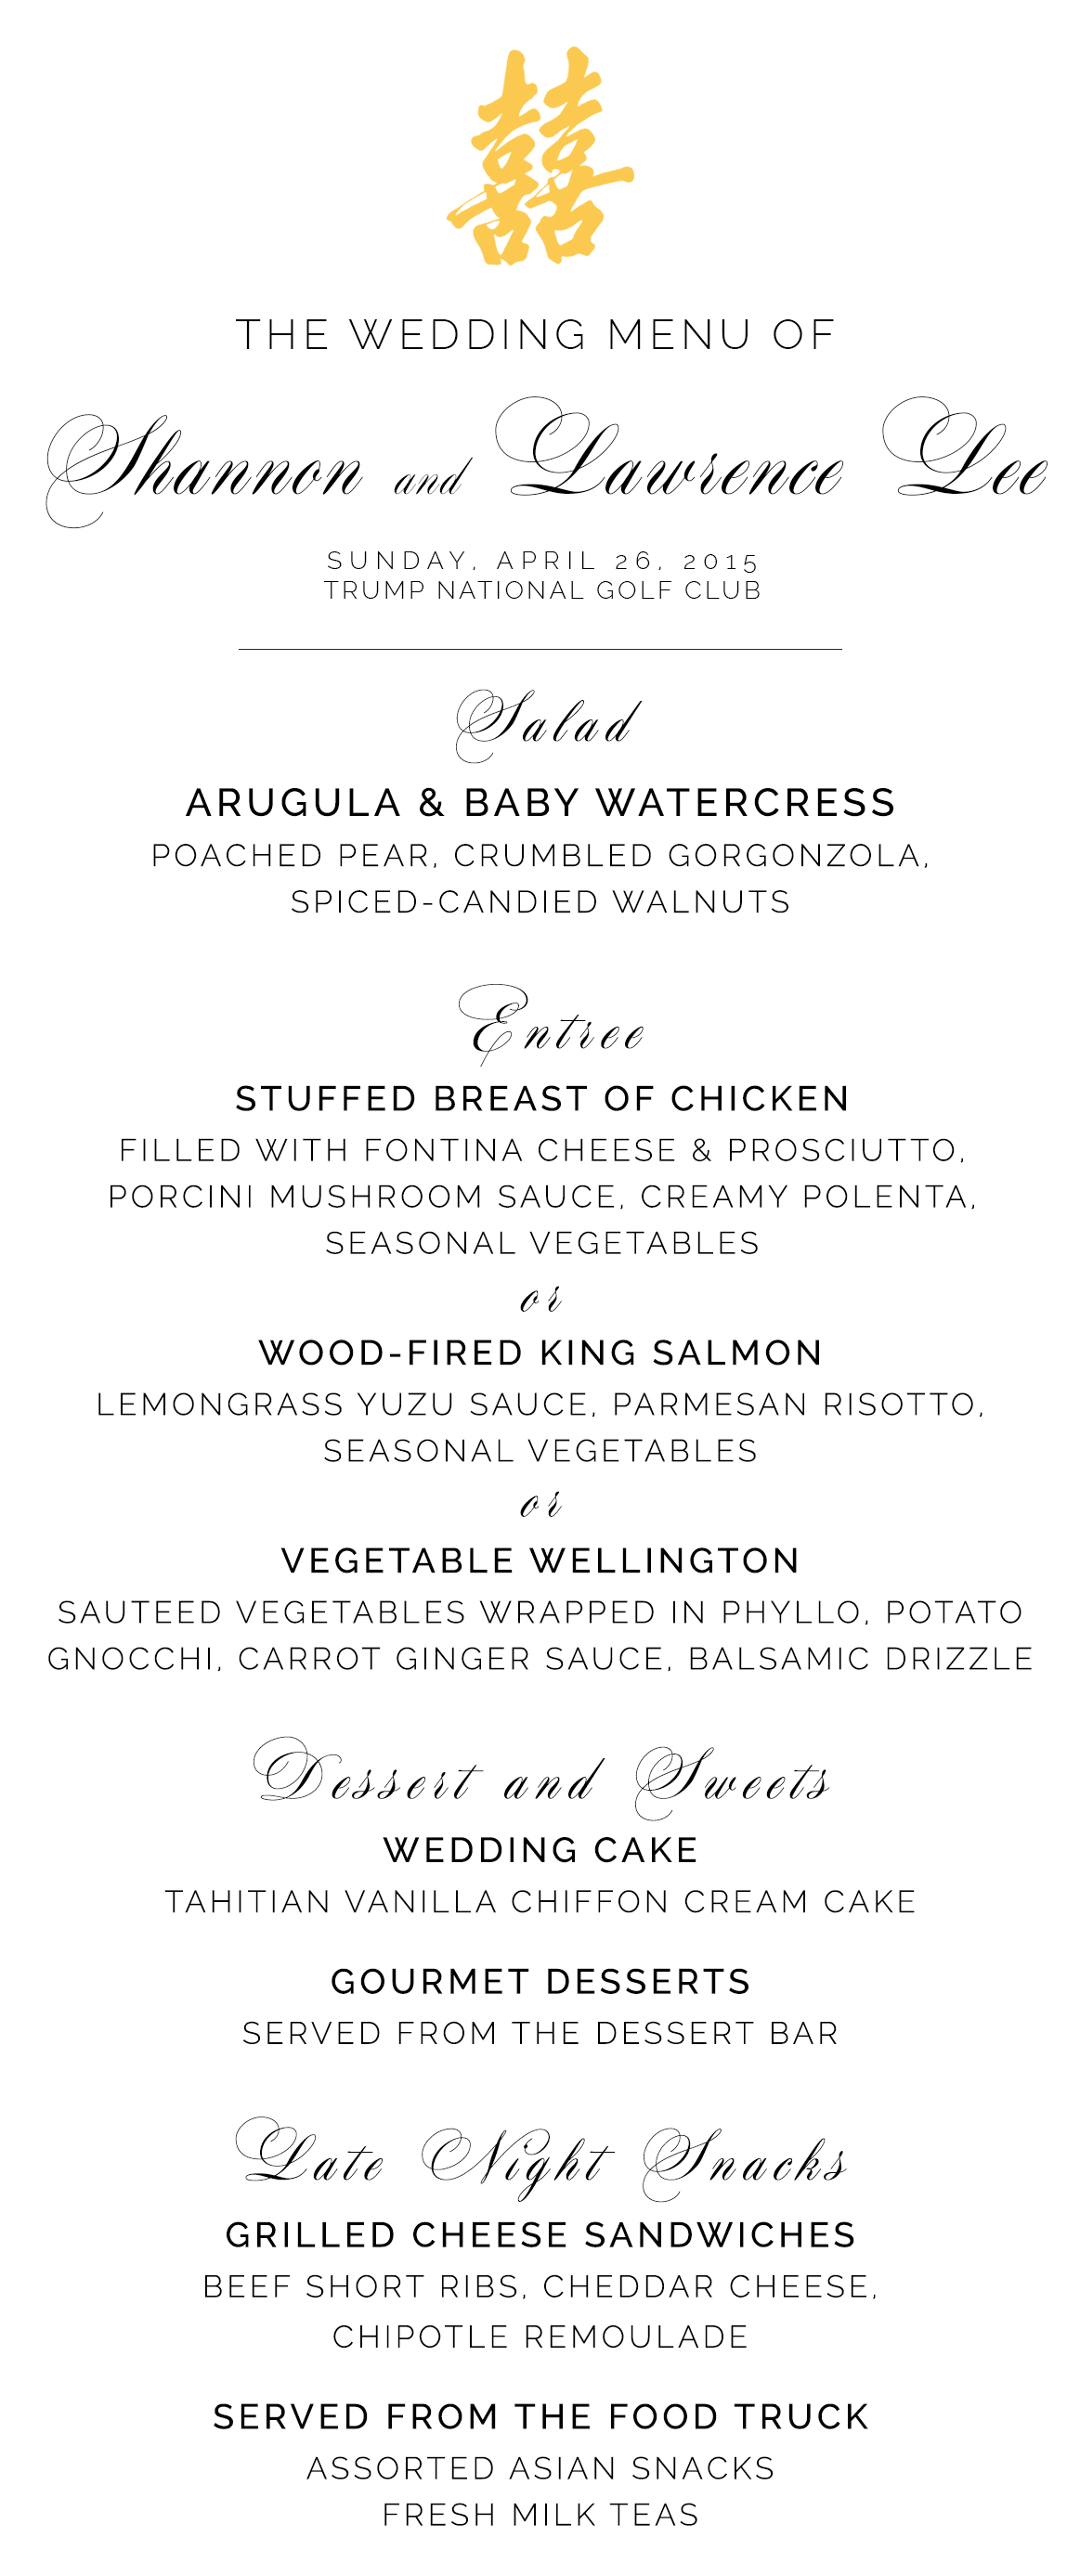 囍
THE WEDDING MENU OF
Shannon and Lawrence Lee
SUNDAY, APRIL 26, 2015
TRUMP NATIONAL GOLF CLUB
Salad
ARUGULA & BABY WATERCRESS
POACHED PEAR, CRUMBLED GORGONZOLA,
SPICED-CANDIED WALNUTS
Entree
STUFFED BREAST OF CHICKEN
FILLED WITH FONTINA CHEESE & PROSCIUTTO,
PORCINI MUSHROOM SAUCE, CREAMY POLENTA,
SEASONAL VEGETABLES
or
WOOD-FIRED KING SALMON
LEMONGRASS YUZU SAUCE, PARMESAN RISOTTO,
SEASONAL VEGETABLES
or
VEGETABLE WELLINGTON
SAUTEED VEGETABLES WRAPPED IN PHYLLO, POTATO
GNOCCHI, CARROT GINGER SAUCE, BALSAMIC DRIZZLE
Dessert and Sweets
WEDDING CAKE
TAHITIAN VANILLA CHIFFON CREAM CAKE
GOURMET DESSERTS
SERVED FROM THE DESSERT BAR
Late Night Snacks
GRILLED CHEESE SANDWICHES
BEEF SHORT RIBS, CHEDDAR CHEESE,
CHIPOTLE REMOULADE
SERVED FROM THE FOOD TRUCK
ASSORTED ASIAN SNACKS
FRESH MILK TEAS